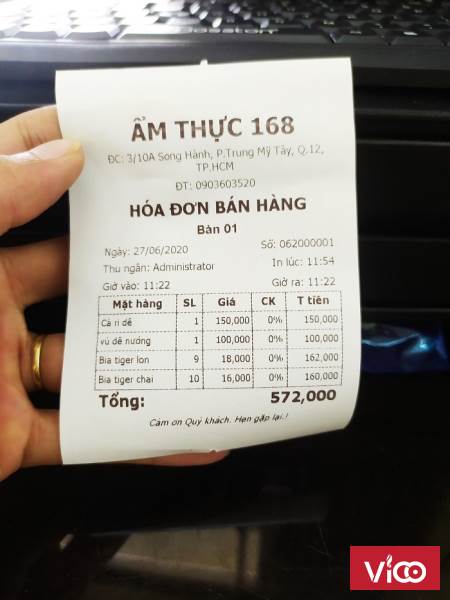 ẨM THỰC 168
ĐC: 3/10A Song Hành, P.Trung Mỹ Tây, Q.12,
TP.HCM
ĐT: 0903603520
HÓA ĐƠN BÁN HÀNG
Bàn 01
Ngày: 27/06/2020 Số: 062000001
Thu ngân: Administrator In lúc: 11:54
Giờ vào: 11:22 Giờ ra: 11:22
Mặt hàng SL Giá CK T tiền
Cà ri dê 1 150,000 0% 150,000
vú dê nướng 1 100,000 0% 100,000
Bia tiger lon 9 18,000 0% 162,000
Bia tiger chai 10 16,000 0% 160,000
Tổng: 572,000
Cám ơn Quý khách. Hẹn gặp lại.!
VIOO